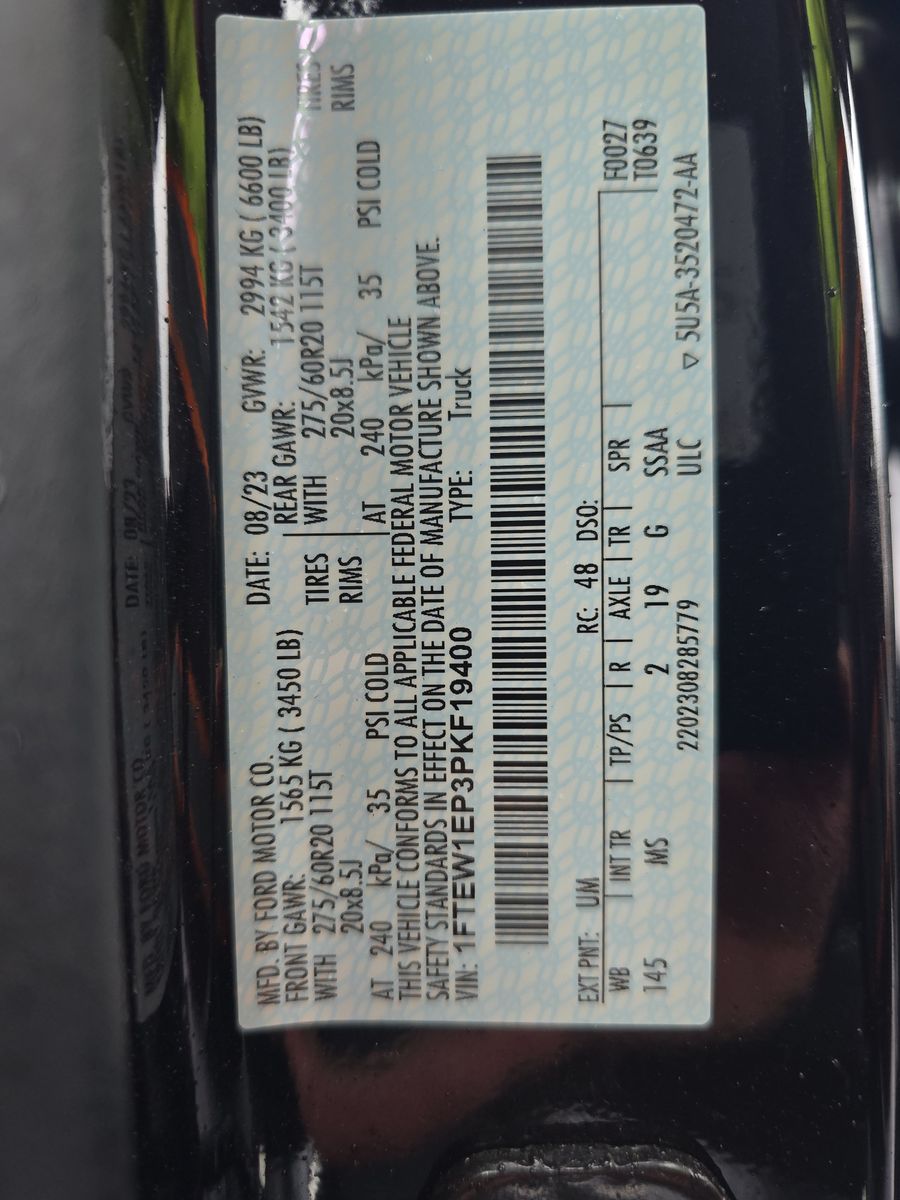 MFD. BY FORD MOTOR CO. DATE: 08/23 GVWR: 2994 KG ( 6600 LB)
FRONT GAWR: 1565 KG ( 3450 LB) REAR GAWR: 1542 KG ( 3400 LB)
WITH 275/60R20 115T TIRES WITH 275/60R20 115T TIRES
20x8.5J RIMS 20x8.5J RIMS
AT 240 kPa/ 35 PSI COLD AT 240 kPa/ 35 PSI COLD
THIS VEHICLE CONFORMS TO ALL APPLICABLE FEDERAL MOTOR VEHICLE
SAFETY STANDARDS IN EFFECT ON THE DATE OF MANUFACTURE SHOWN ABOVE.
VIN: 1FTEW1EP3PKF19400 TYPE: Truck
EXT PNT: UM RC: 48 DSO: F0027
WB INT TR TP/PS R AXLE TR SPR T0639
145 MS 2 19 G SSAA
2202308285779 ULC ▽ 5U5A-3520472-AA